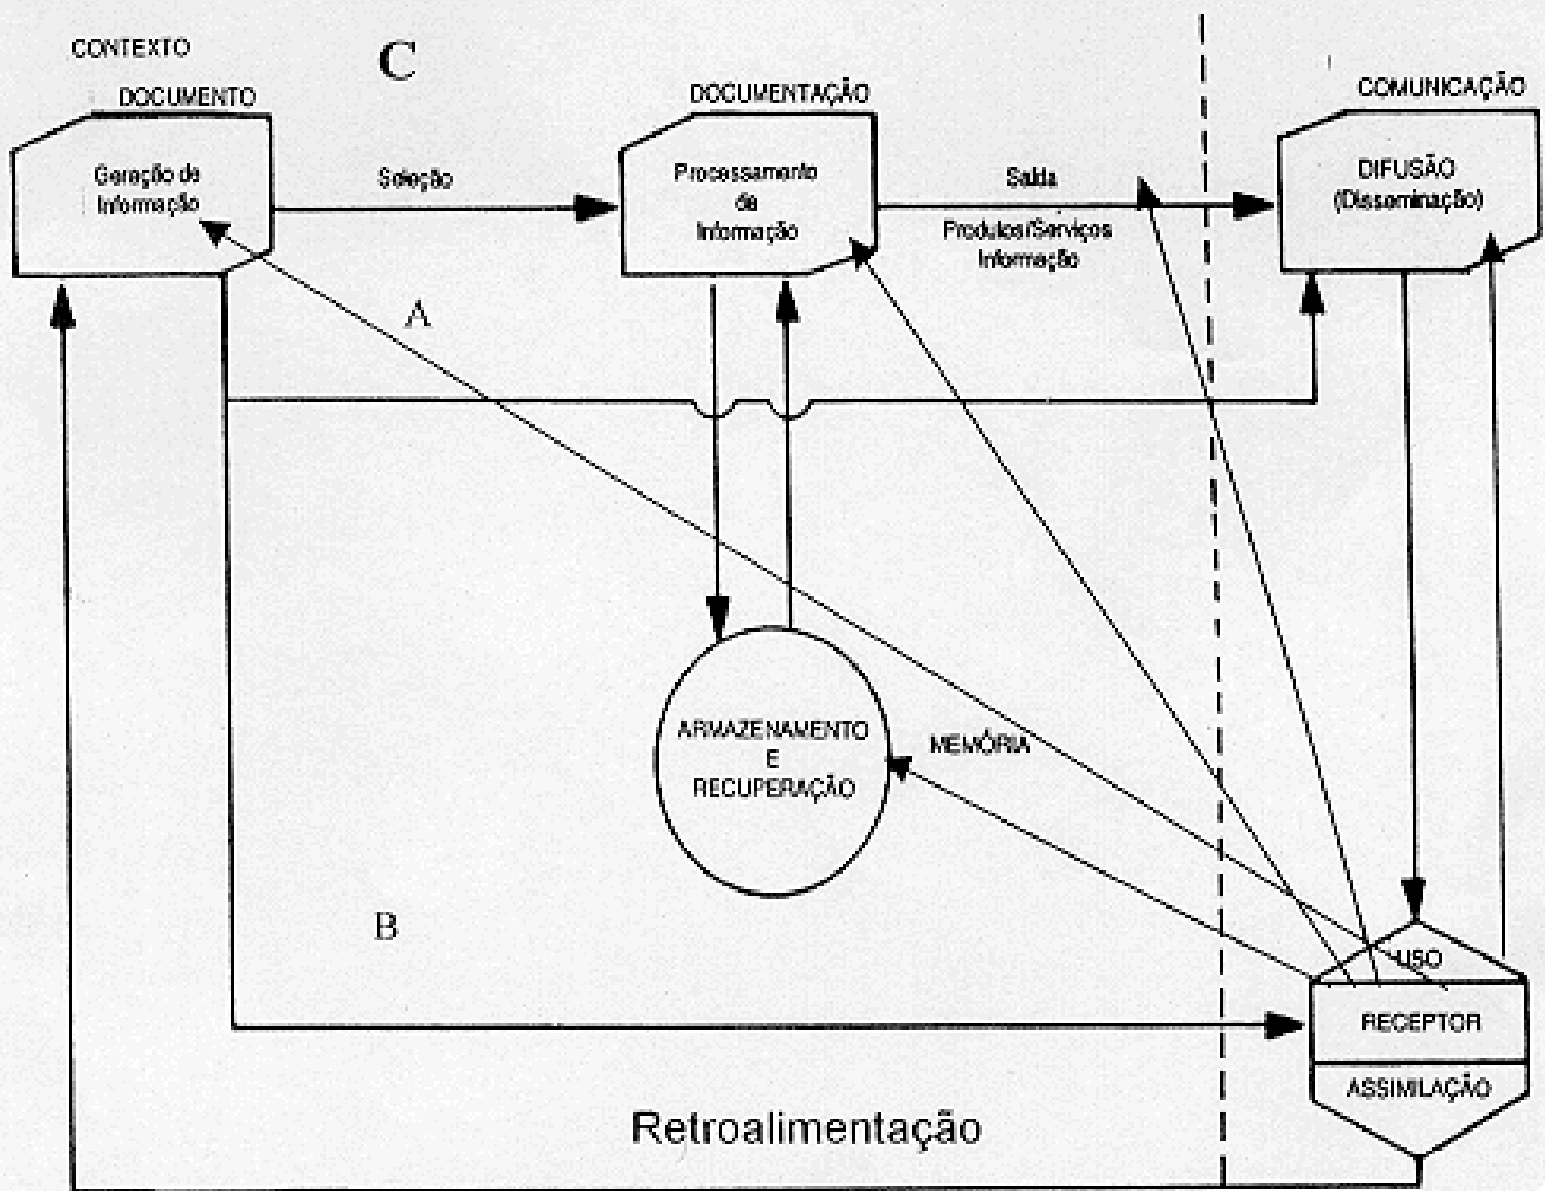 CONTEXTO
C
DOCUMENTO
DOCUMENTAÇÃO
COMUNICAÇÃO
Geração de
Informação
Seleção
Processamento
de
Informação
Saída
Produtos/Serviços
Informação
DIFUSÃO
(Disseminação)
A
ARMAZENAMENTO
E
RECUPERAÇÃO
MEMÓRIA
B
USO
RECEPTOR
ASSIMILAÇÃO
Retroalimentação